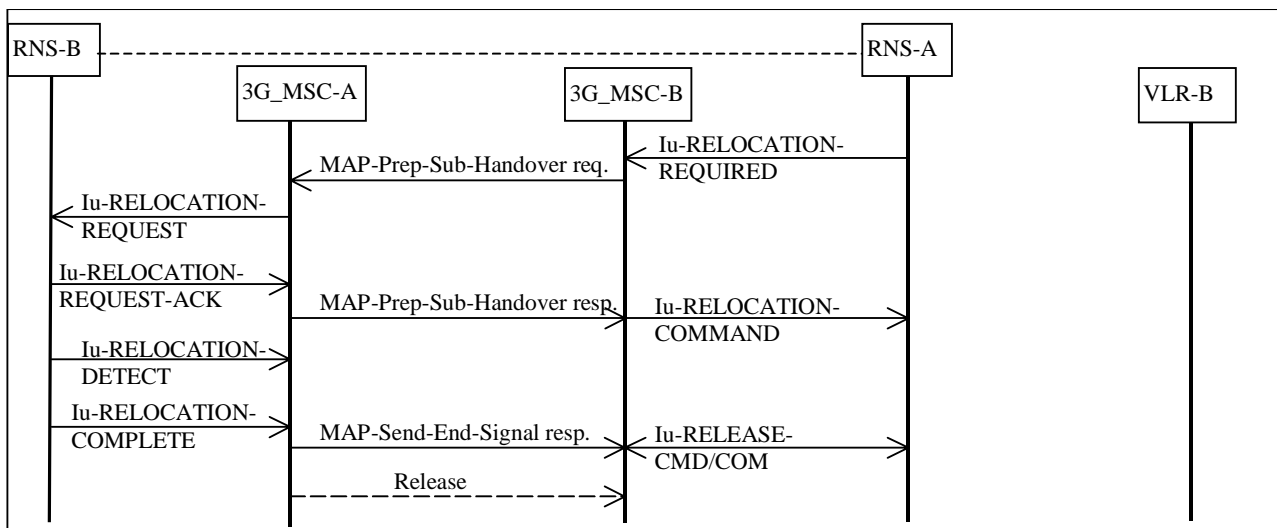 RNS-B
RNS-A
3G_MSC-A
3G_MSC-B
VLR-B
Iu-RELOCATION-
REQUIRED
MAP-Prep-Sub-Handover req.
Iu-RELOCATION-
REQUEST
Iu-RELOCATION-
REQUEST-ACK
MAP-Prep-Sub-Handover resp.
Iu-RELOCATION-
COMMAND
Iu-RELOCATION-
DETECT
Iu-RELOCATION-
COMPLETE
MAP-Send-End-Signal resp.
Iu-RELEASE-
CMD/COM
Release